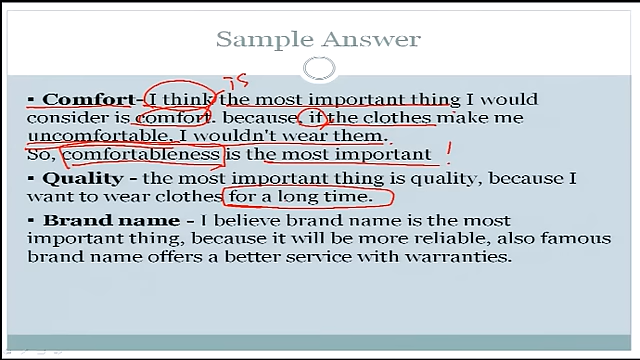 Sample Answer
is
▪ Comfort- I think the most important thing I would
consider is comfort. because, if the clothes make me
uncomfortable, I wouldn't wear them.
So, comfortableness is the most important !
▪ Quality - the most important thing is quality, because I
want to wear clothes for a long time.
▪ Brand name - I believe brand name is the most
important thing, because it will be more reliable, also famous
brand name offers a better service with warranties.